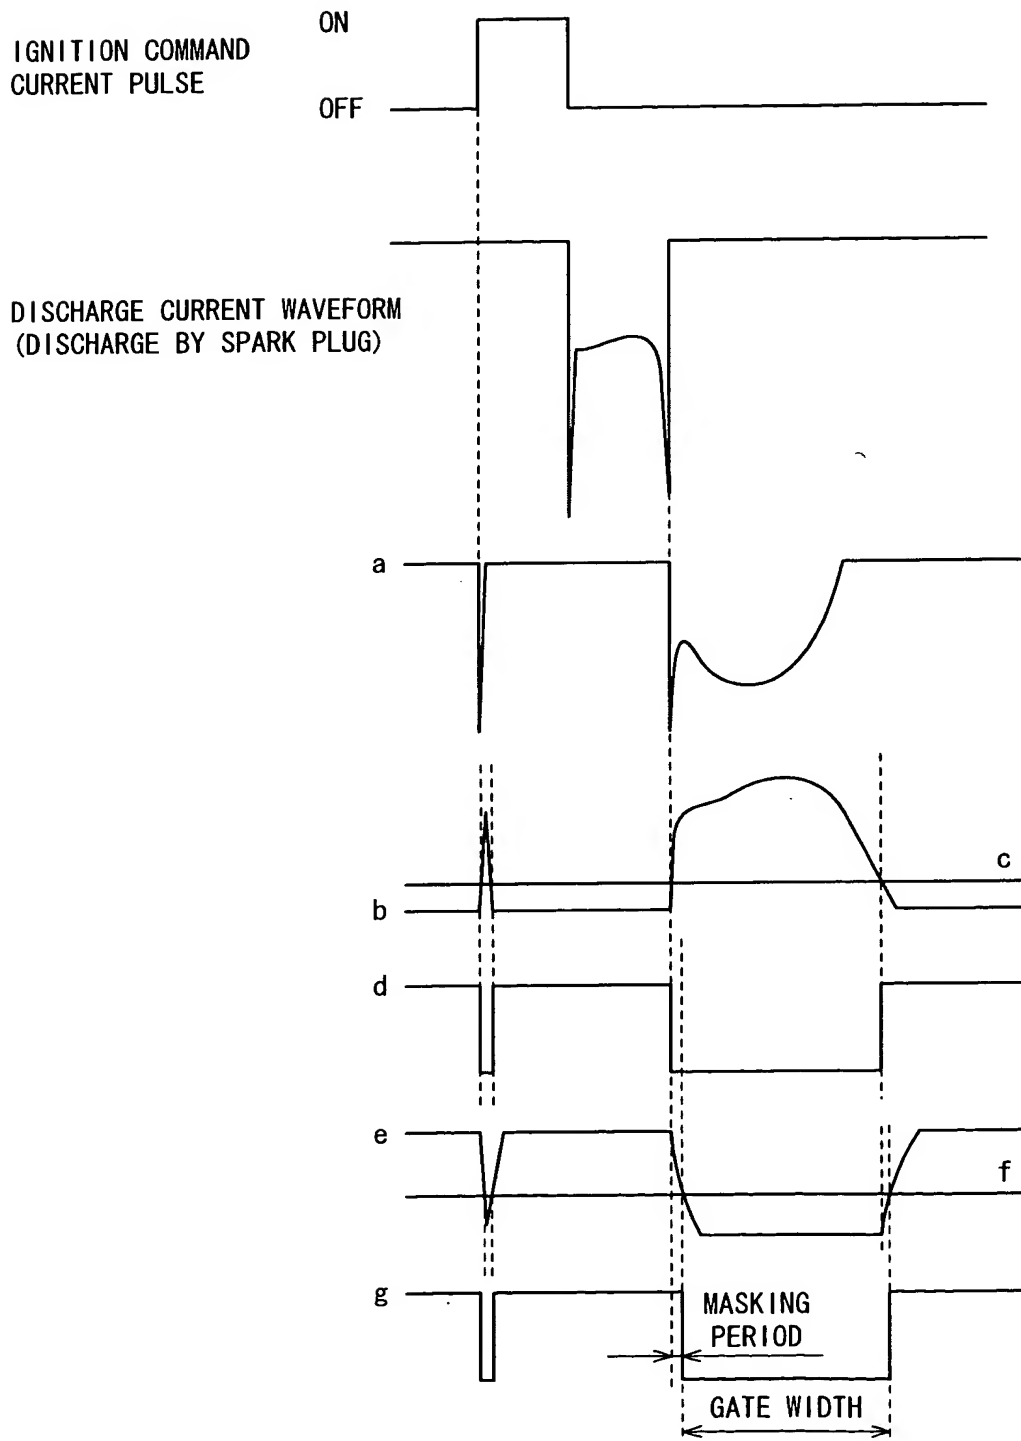 ON
IGNITION COMMAND
CURRENT PULSE
OFF
DISCHARGE CURRENT WAVEFORM
(DISCHARGE BY SPARK PLUG)
a
c
b
d
e
f
g
MASKING
PERIOD
GATE WIDTH